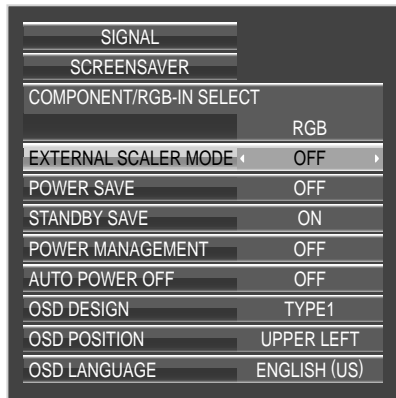 SIGNAL
SCREENSAVER
COMPONENT/RGB-IN SELECT
RGB
EXTERNAL SCALER MODE OFF
POWER SAVE OFF
STANDBY SAVE ON
POWER MANAGEMENT OFF
AUTO POWER OFF OFF
OSD DESIGN TYPE1
OSD POSITION UPPER LEFT
OSD LANGUAGE ENGLISH (US)